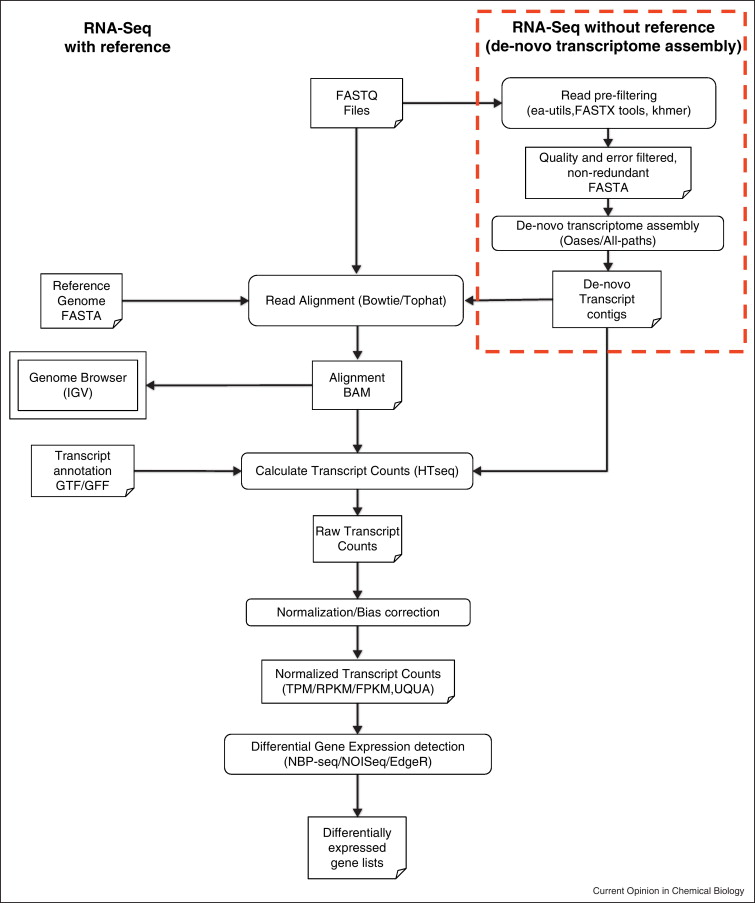 RNA-Seq
with reference
RNA-Seq without reference
(de-novo transcriptome assembly)
FASTQ
Files
Read pre-filtering
(ea-utils,FASTX tools, khmer)
Quality and error filtered,
non-redundant
FASTA
De-novo transcriptome assembly
(Oases/All-paths)
Reference
Genome
FASTA
Read Alignment (Bowtie/Tophat)
De-novo
Transcript
contigs
Genome Browser
(IGV)
Alignment
BAM
Transcript
annotation
GTF/GFF
Calculate Transcript Counts (HTseq)
Raw Transcript
Counts
Normalization/Bias correction
Normalized Transcript Counts
(TPM/RPKM/FPKM,UQUA)
Differential Gene Expression detection
(NBP-seq/NOISeq/EdgeR)
Differentially
expressed
gene lists
Current Opinion in Chemical Biology